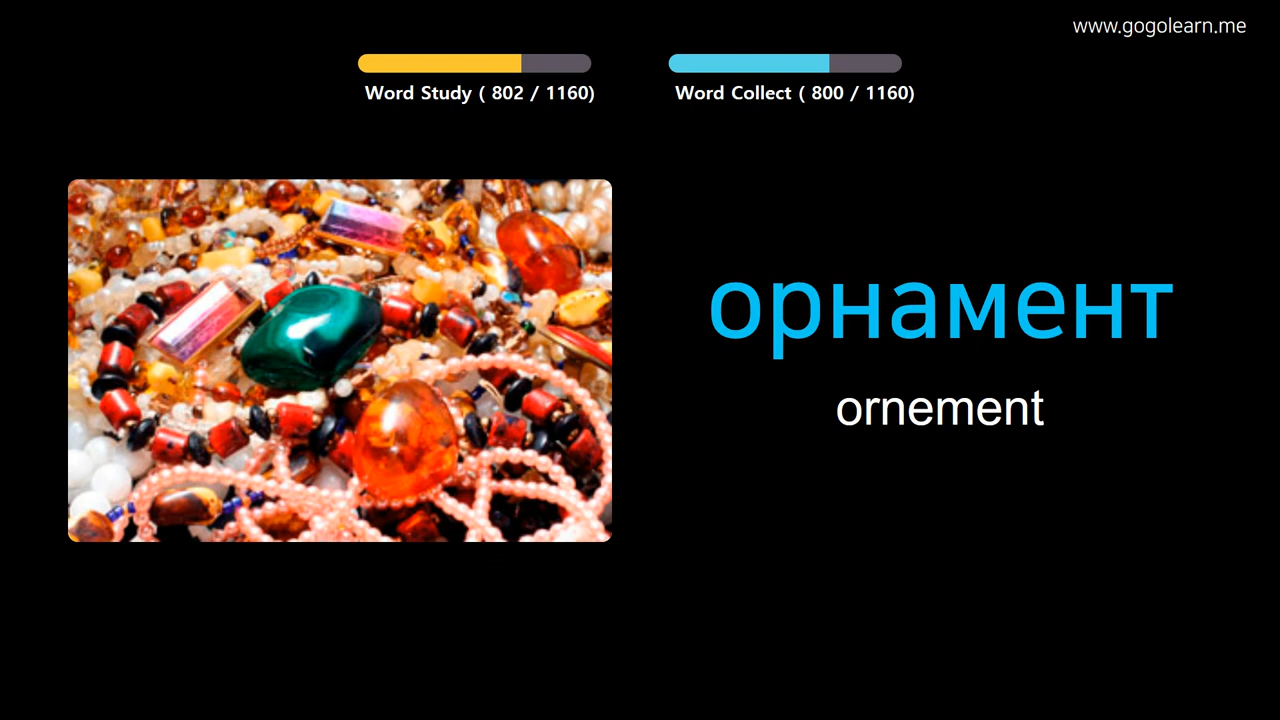 www.gogolearn.me
Word Study ( 802 / 1160)
Word Collect ( 800 / 1160)
орнамент
ornement